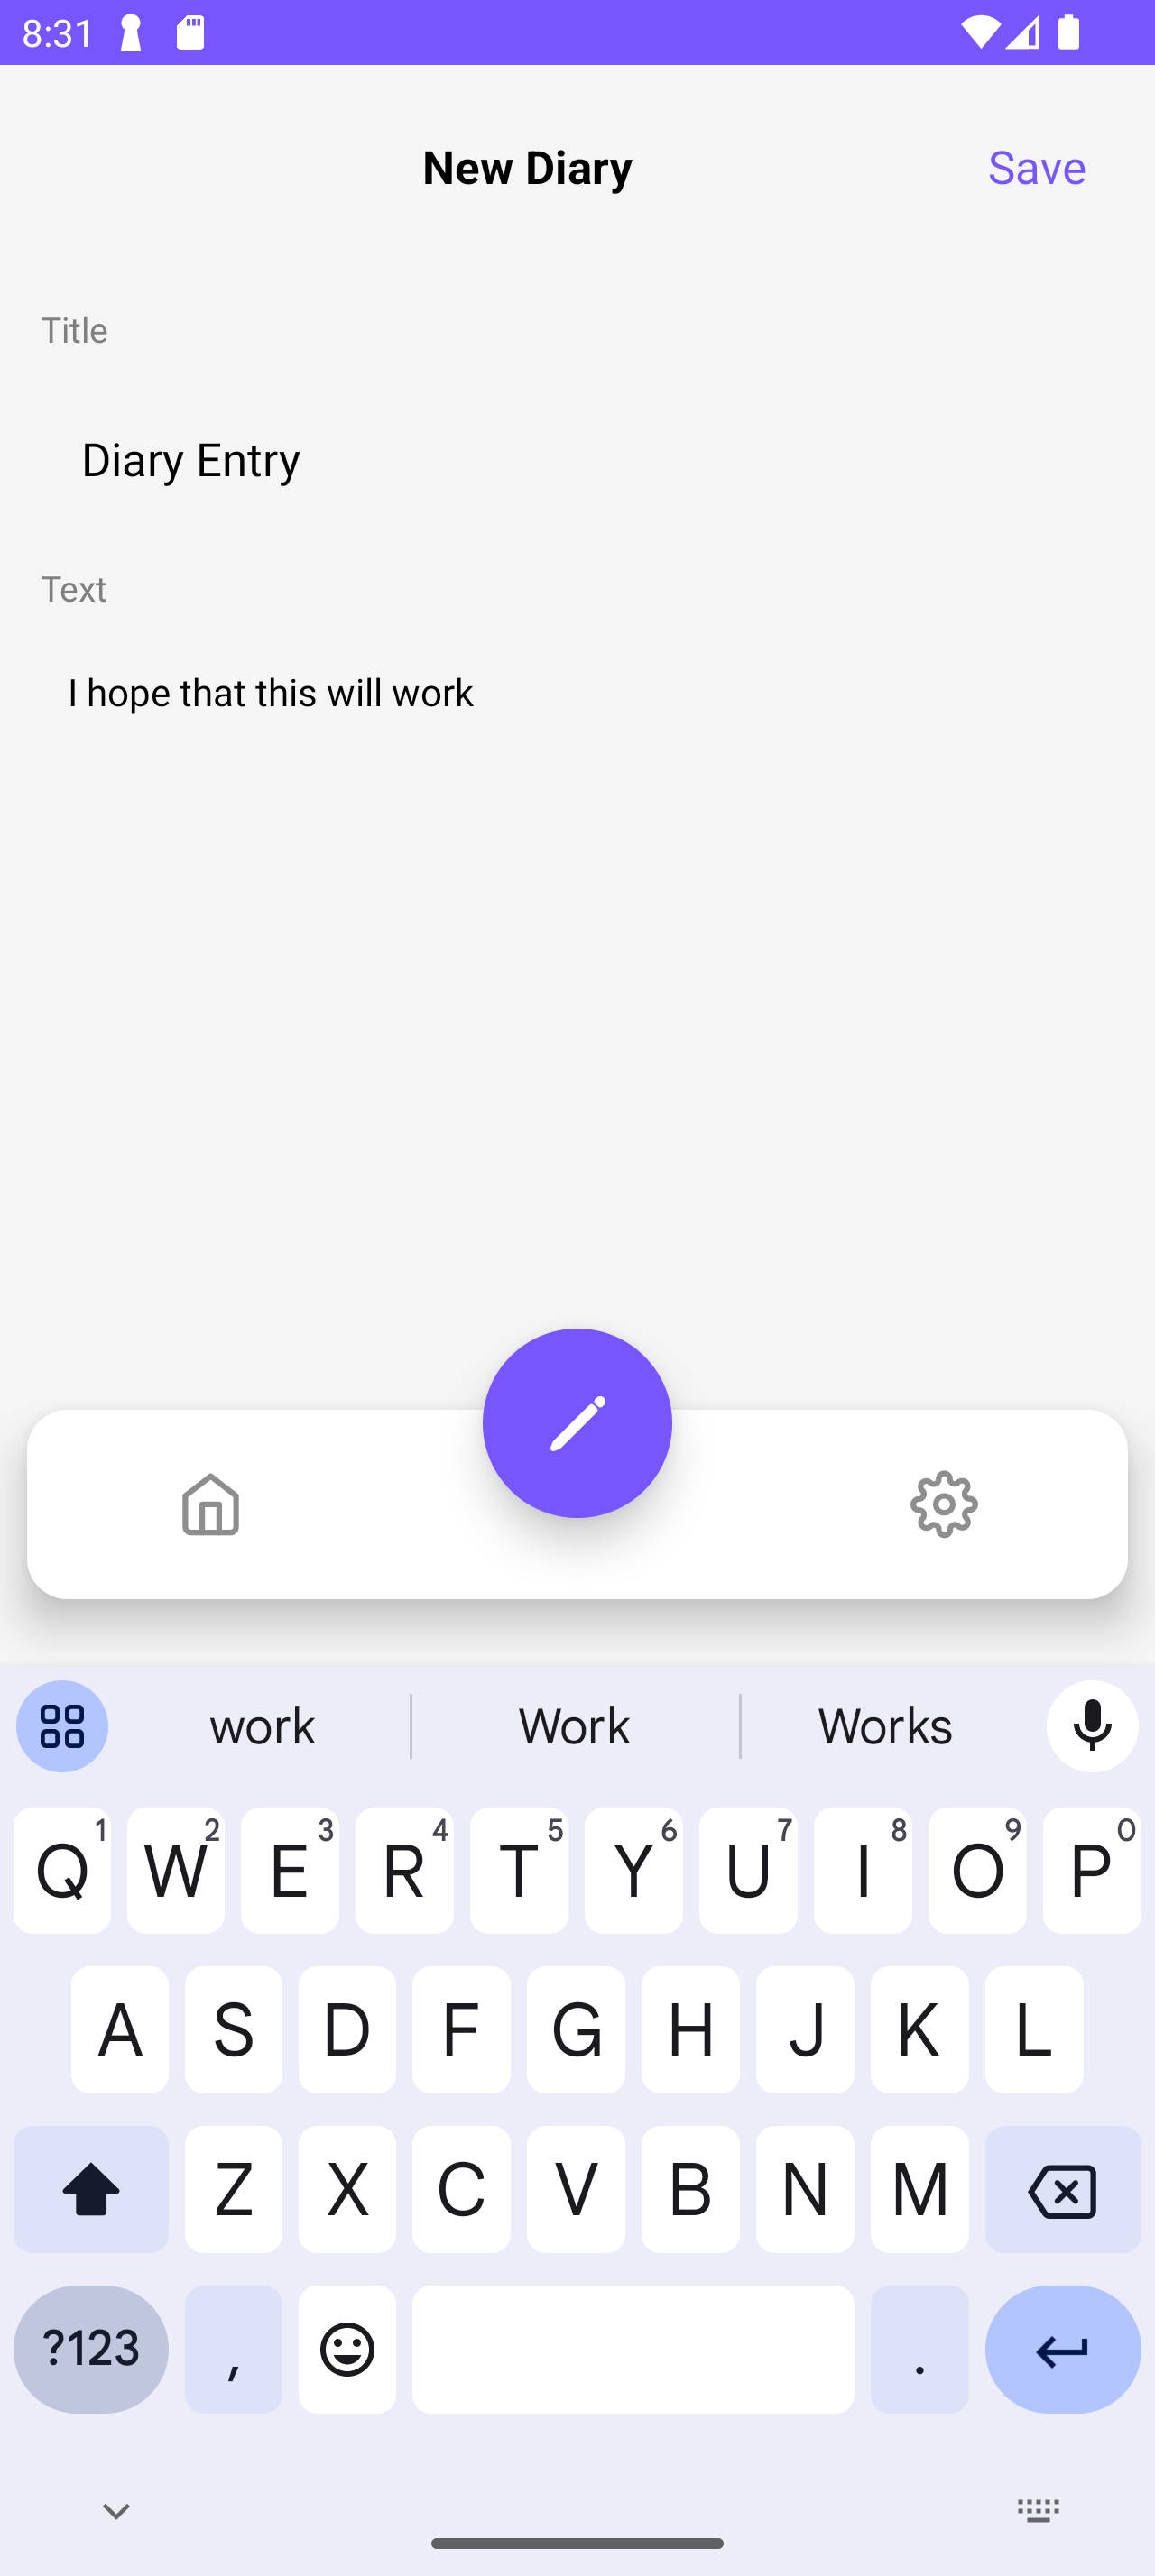 8:31
New Diary
Save
Title
Diary Entry
Text
I hope that this will work
work
Work
Works
Q1 W2 E3 R4 T5 Y6 U7 I8 O9 P0
A S D F G H J K L
Z X C V B N M
?123 , .